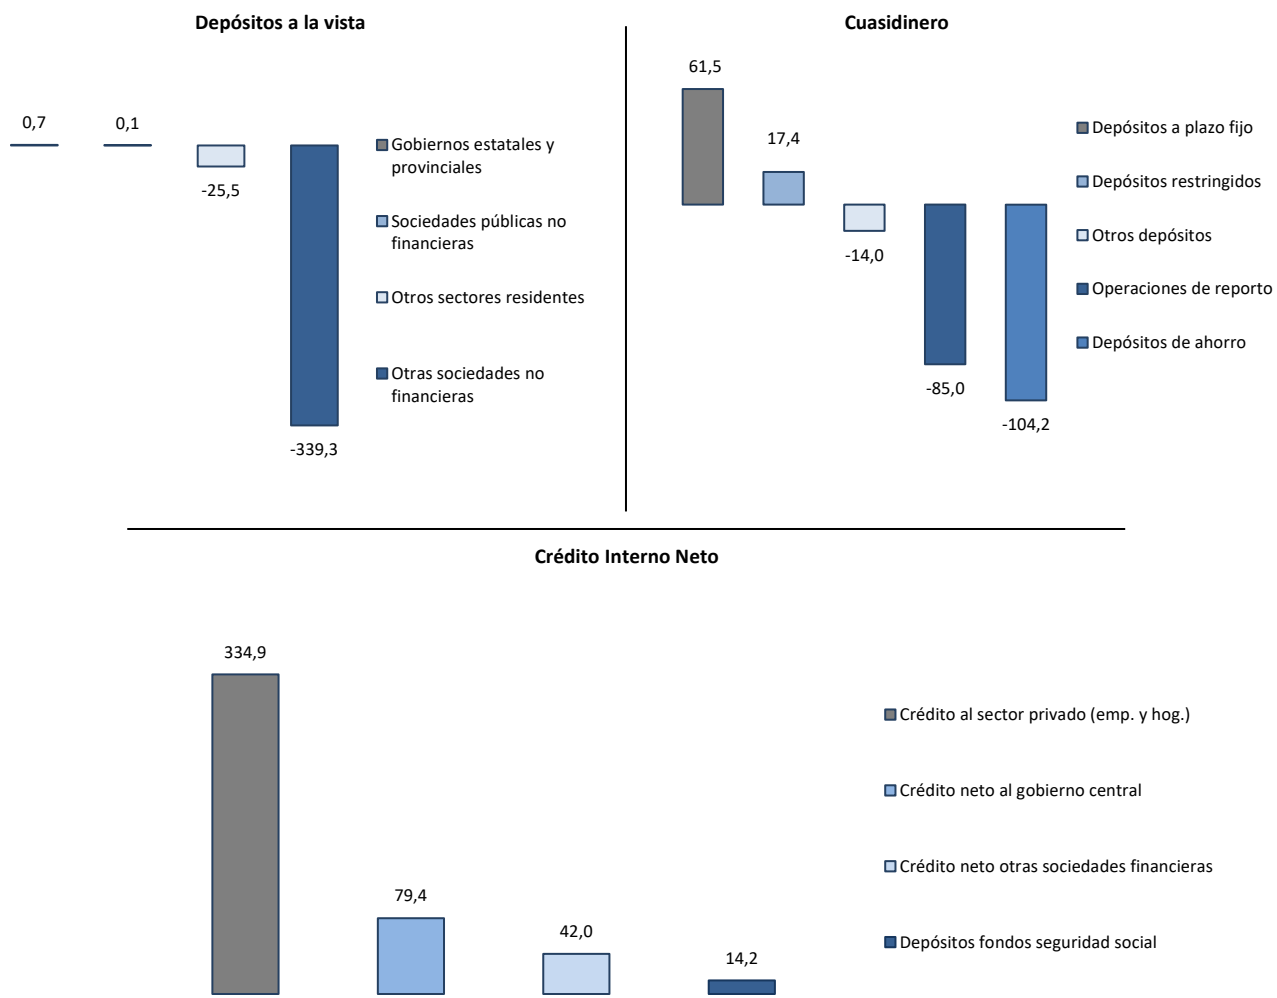 Depósitos a la vista
0,7
0,1
-25,5
-339,3
Gobiernos estatales y
provinciales
Sociedades públicas no
financieras
Otros sectores residentes
Otras sociedades no
financieras
Cuasidinero
61,5
17,4
-14,0
-85,0
-104,2
Depósitos a plazo fijo
Depósitos restringidos
Otros depósitos
Operaciones de reporto
Depósitos de ahorro
Crédito Interno Neto
334,9
79,4
42,0
14,2
Crédito al sector privado (emp. y hog.)
Crédito neto al gobierno central
Crédito neto otras sociedades financieras
Depósitos fondos seguridad social